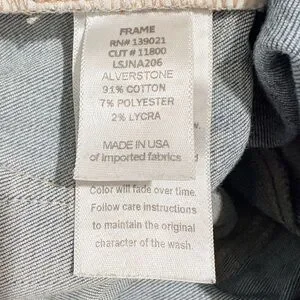 FRAME
RN# 139021
CUT # 11800
LSJNA206
ALVERSTONE
91% COTTON
7% POLYESTER
2% LYCRA
w.
MADE IN USA
of imported fabrics
Color will fade over time.
Follow care instructions
to maintain the original
character of the wash.